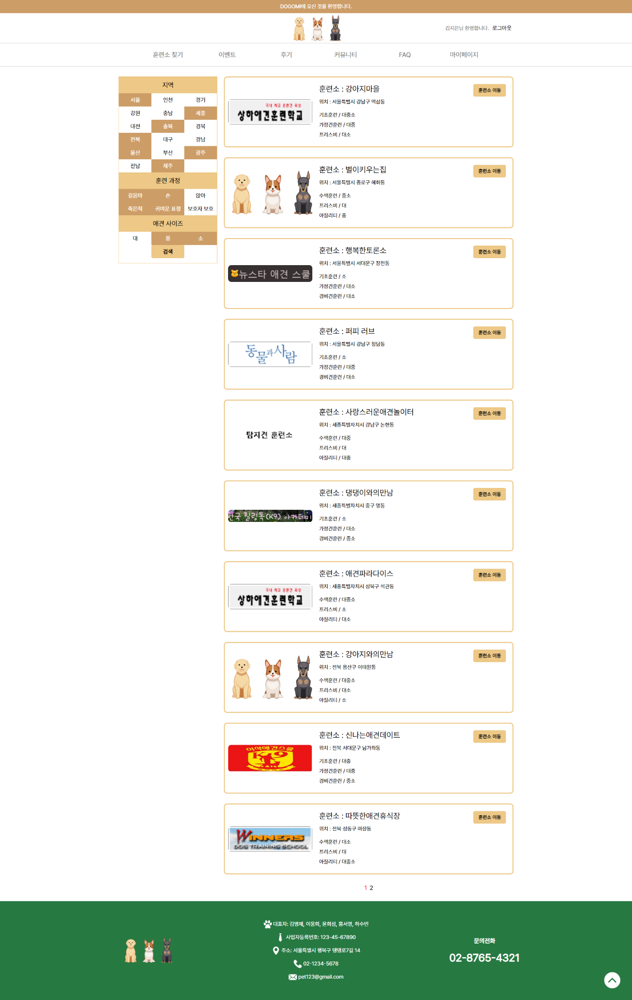 DOGOMI에 오신 것을 환영합니다.
김지은님 환영합니다. 로그아웃
훈련소 찾기 이벤트 후기 커뮤니티 FAQ 마이페이지
지역
서울 인천 경기
강원 충남 세종
대전 충북 경북
전북 대구 경남
울산 부산 광주
전남 제주
훈련 과정
걸음마 손 앉아
죽은척 귀여운 표정 보호자 보호
애견 사이즈
대 중 소
검색
국내 최고 훈련견 육성
상하애견훈련학교
훈련소 : 강아지마을
훈련소 이동
위치 : 서울특별시 강남구 역삼동
기초훈련 / 대중소
가정견훈련 / 대중
프리스비 / 대소
훈련소 : 별이키우는집
훈련소 이동
위치 : 서울특별시 종로구 혜화동
수색훈련 / 중소
프리스비 / 대
아질리티 / 중
뉴스타 애견 스쿨
훈련소 : 행복한토론소
훈련소 이동
위치 : 서울특별시 서대문구 창천동
기초훈련 / 소
가정견훈련 / 대소
경비견훈련 / 대소
동물과사람
훈련소 : 퍼피 러브
훈련소 이동
위치 : 서울특별시 강남구 청담동
기초훈련 / 소
가정견훈련 / 대중
경비견훈련 / 대소
탐지견 훈련소
훈련소 : 사랑스러운애견놀이터
훈련소 이동
위치 : 세종특별자치시 강남구 논현동
수색훈련 / 대중
프리스비 / 대
아질리티 / 대중
한국 힐링독(K9) 아카데미
훈련소 : 댕댕이와의만남
훈련소 이동
위치 : 세종특별자치시 중구 명동
기초훈련 / 소
가정견훈련 / 대소
경비견훈련 / 중소
국내 최고 훈련견 육성
상하애견훈련학교
훈련소 : 애견파라다이스
훈련소 이동
위치 : 세종특별자치시 성북구 석관동
수색훈련 / 대중소
프리스비 / 소
아질리티 / 대소
훈련소 : 강아지와의만남
훈련소 이동
위치 : 전북 용산구 이태원동
수색훈련 / 대중소
프리스비 / 대소
아질리티 / 소
이삭애견스쿨
K9
훈련소 : 신나는애견데이트
훈련소 이동
위치 : 전북 서대문구 남가좌동
기초훈련 / 대중
가정견훈련 / 대중
경비견훈련 / 중소
WINNERS
DOG TRAINING SCHOOL
훈련소 : 따뜻한애견휴식장
훈련소 이동
위치 : 전북 성동구 마장동
수색훈련 / 대소
프리스비 / 대
아질리티 / 대중소
1 2
대표자: 김병제, 이웅희, 윤희성, 홍서영, 하수빈
사업자등록번호: 123-45-67890
주소: 서울특별시 행복구 댕댕로7길 14
02-1234-5678
pet123@gmail.com
문의전화
02-8765-4321